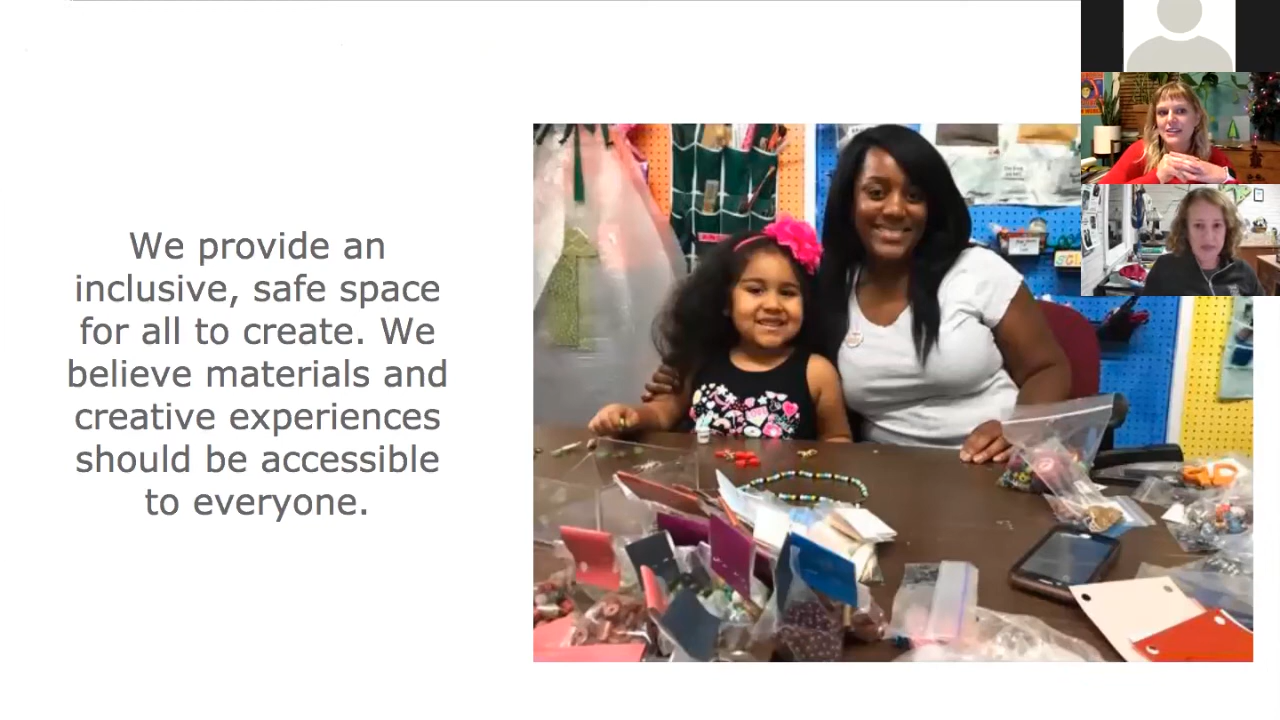 We provide an
inclusive, safe space
for all to create. We
believe materials and
creative experiences
should be accessible
to everyone.